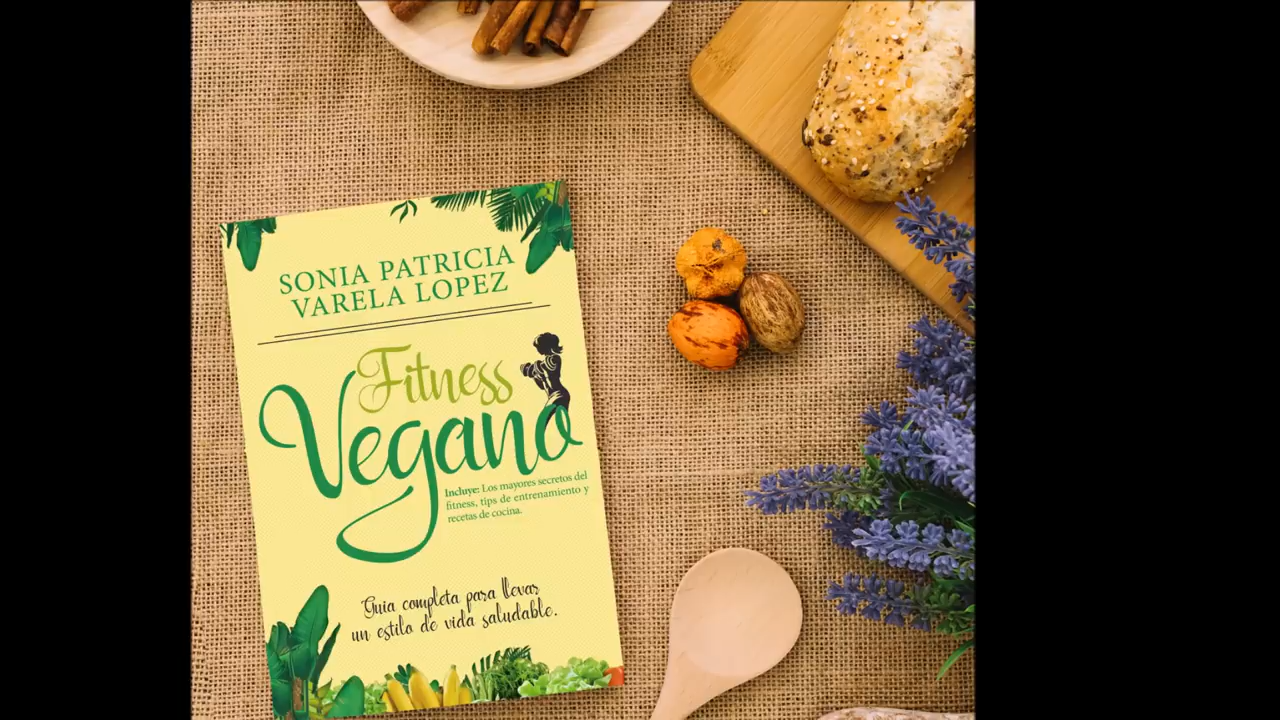 SONIA PATRICIA
VARELA LOPEZ
Fitness
Vegano
Incluye: Los mayores secretos del
fitness, tips de entrenamiento y
recetas de cocina.
Guia completa para llevar
un estilo de vida saludable.